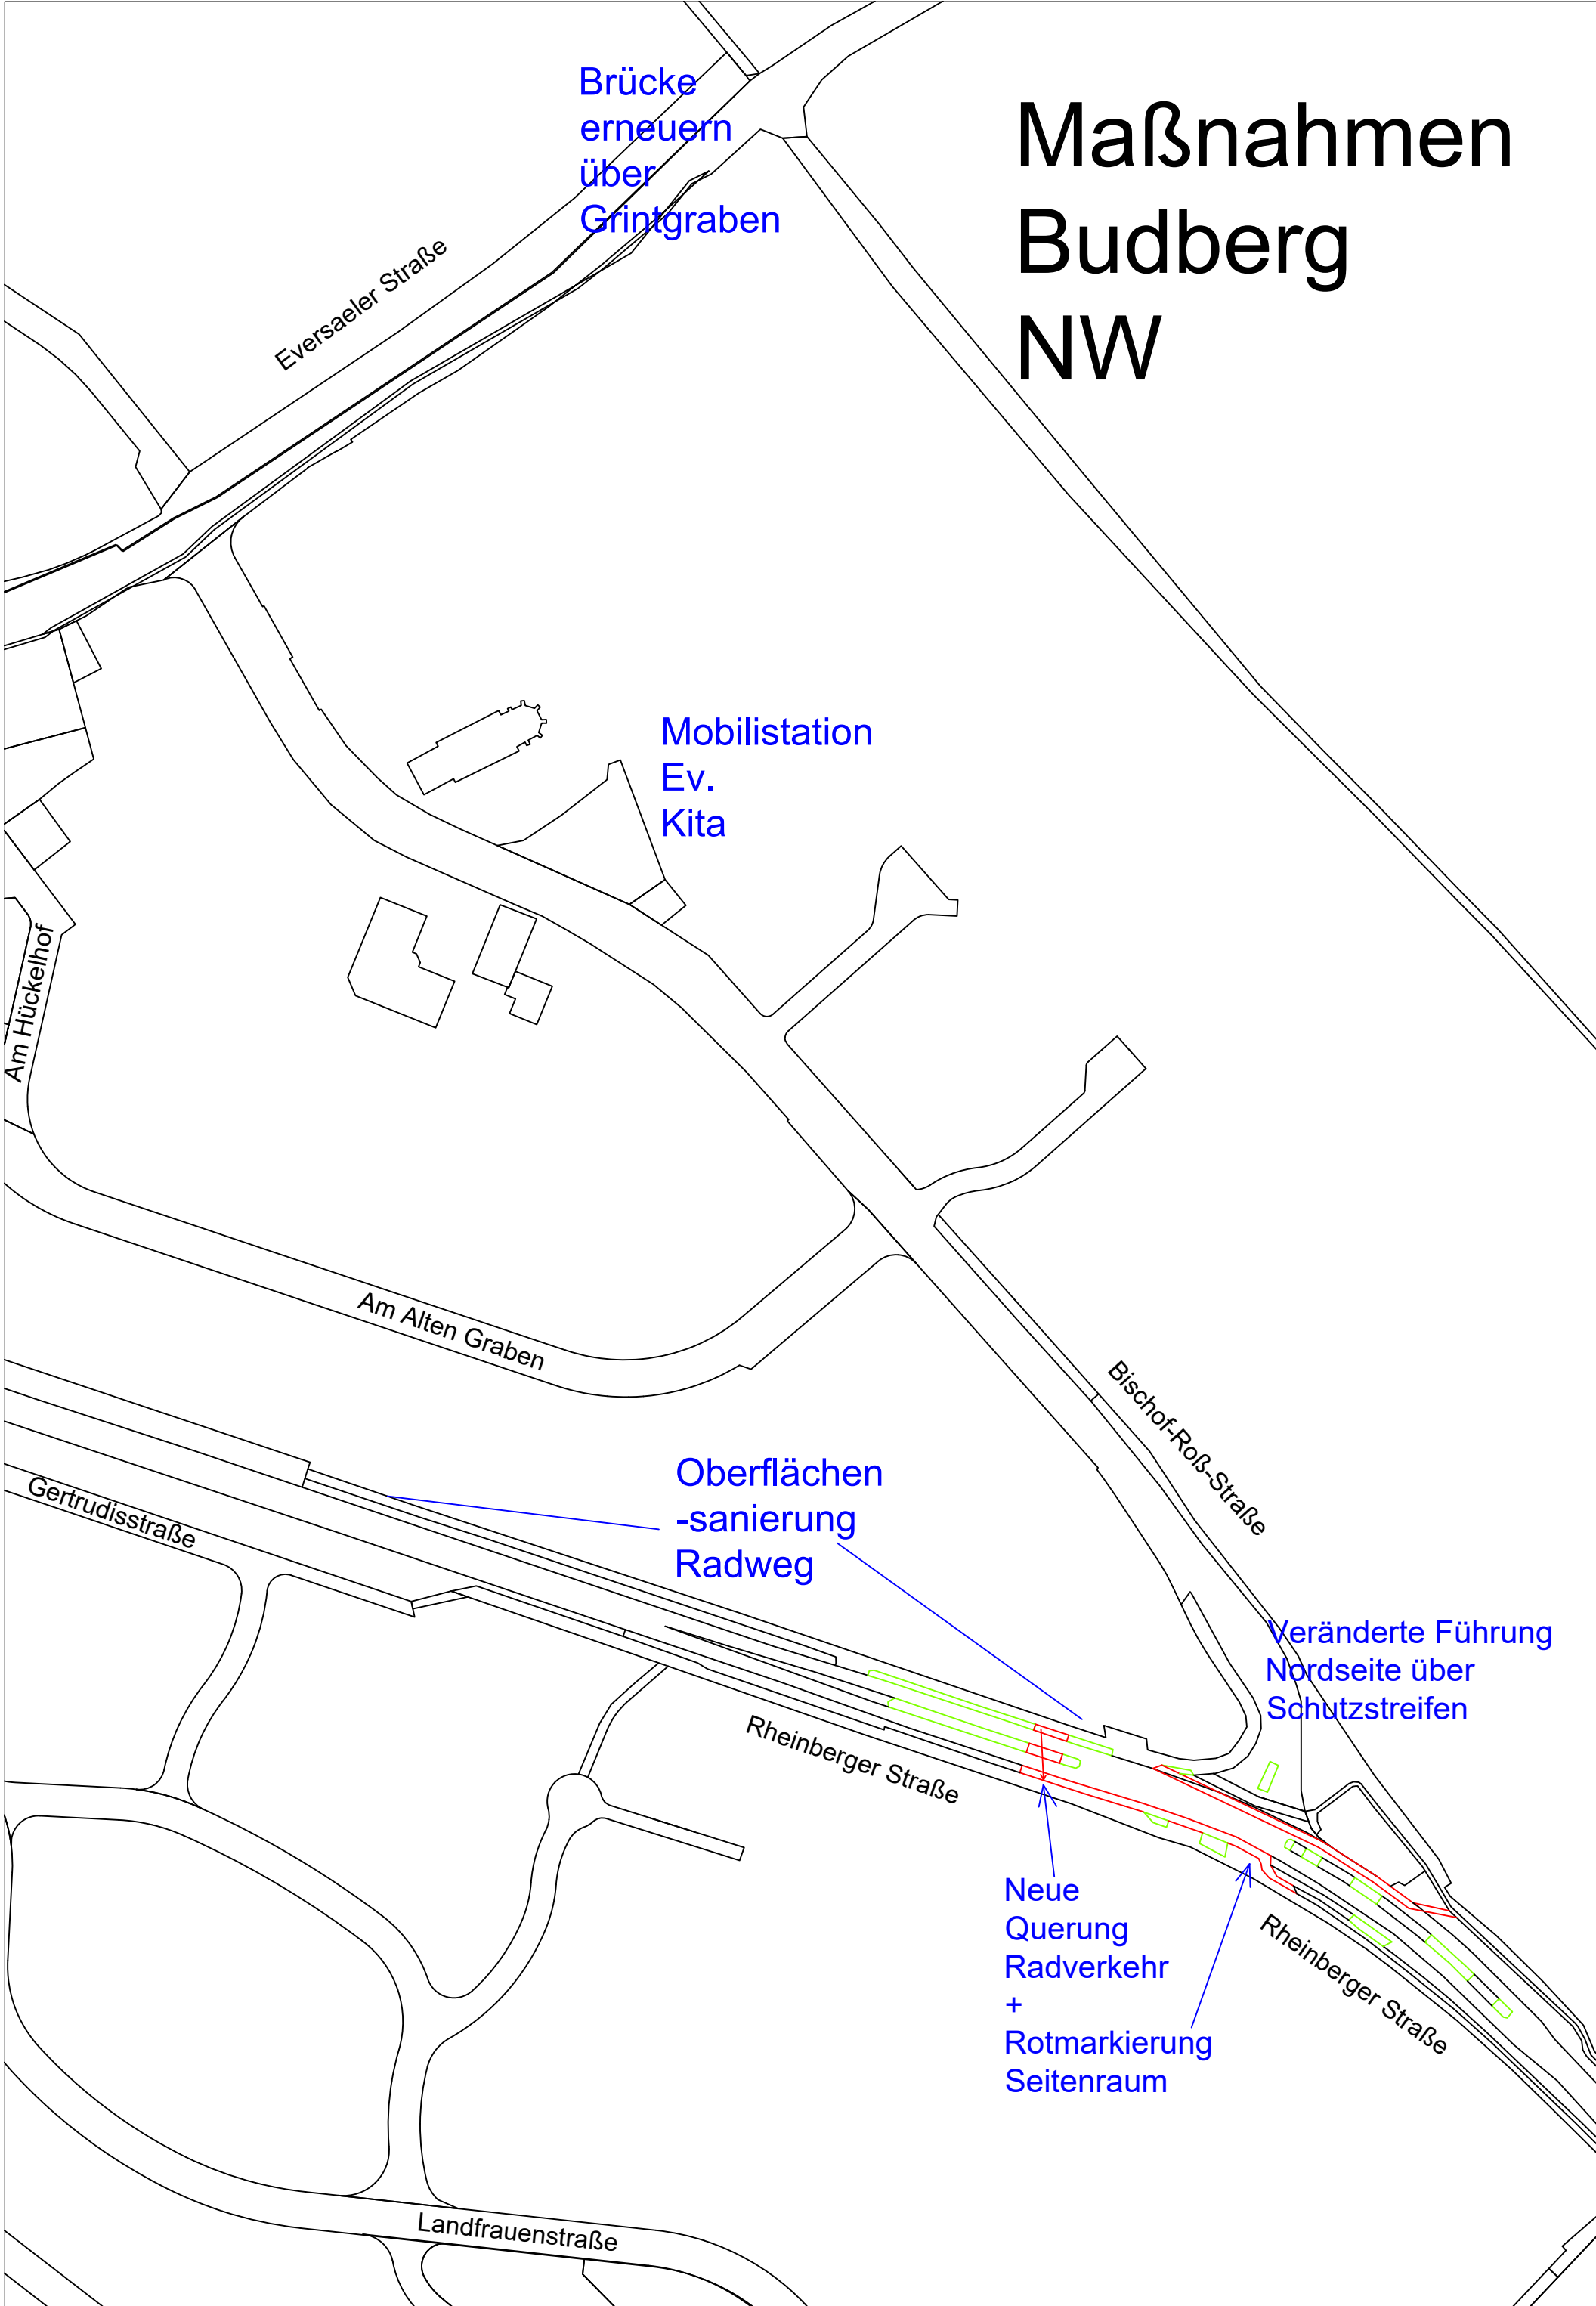 Maßnahmen
Budberg
NW
Brücke
erneuern
über
Grintgraben
Eversaeler Straße
Mobilistation
Ev.
Kita
Am Hückelhof
Am Alten Graben
Bischof-Roß-Straße
Oberflächen
-sanierung
Radweg
Gertrudisstraße
Veränderte Führung
Nordseite über
Schutzstreifen
Rheinberger Straße
Neue
Querung
Radverkehr
+
Rotmarkierung
Seitenraum
Rheinberger Straße
Landfrauenstraße